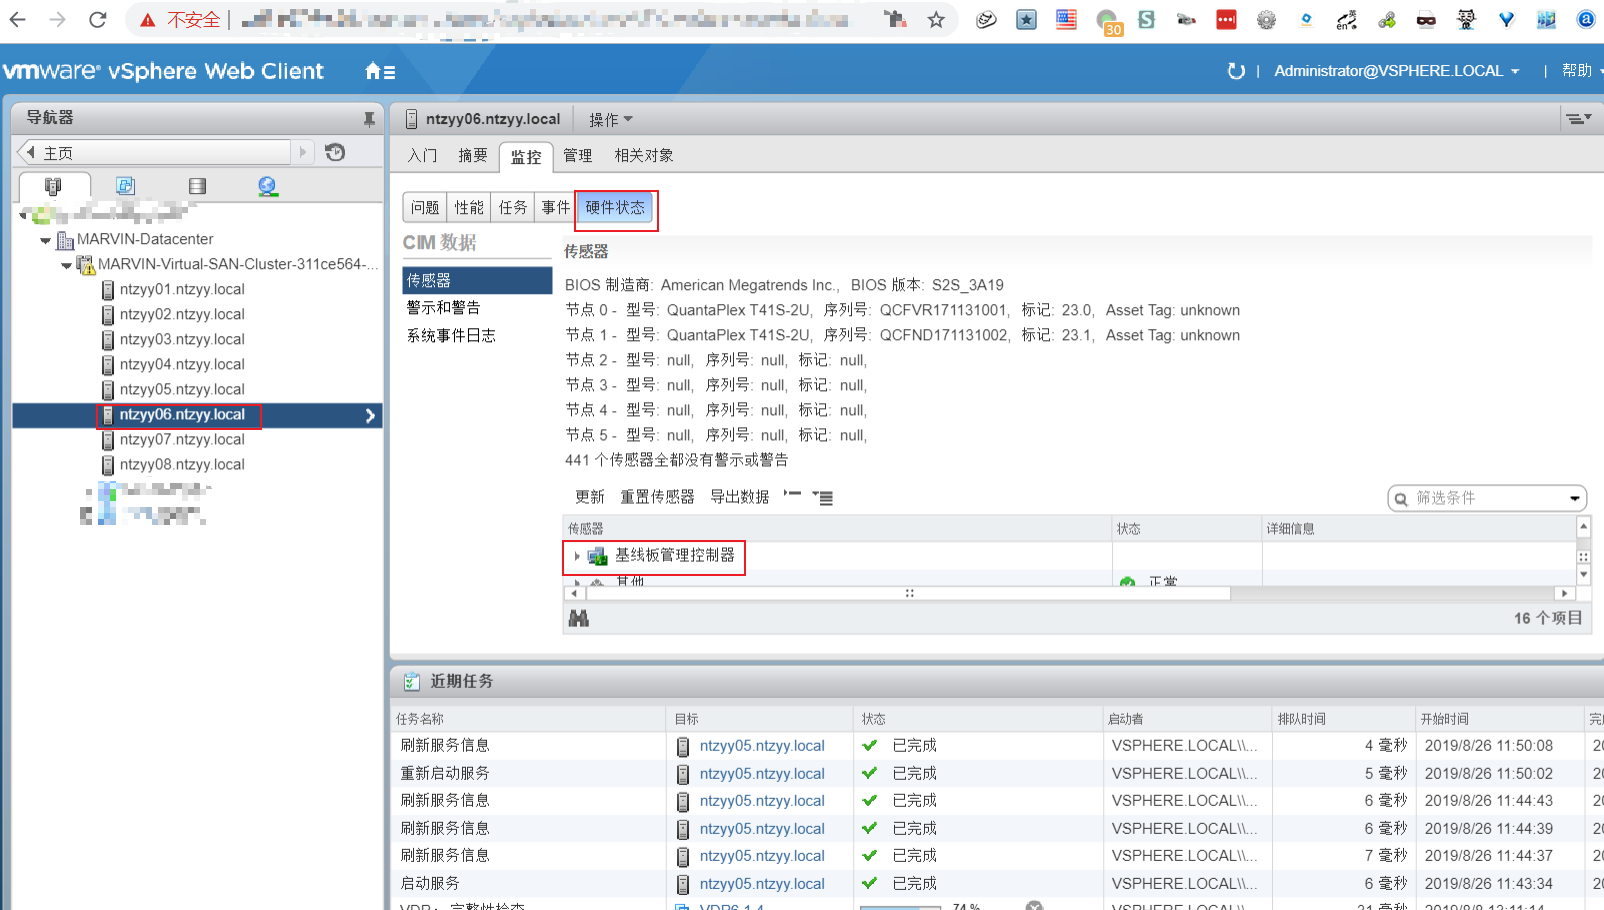 不安全
30
en 英
vmware® vSphere Web Client
Administrator@VSPHERE.LOCAL
帮助
导航器
主页
MARVIN-Datacenter
MARVIN-Virtual-SAN-Cluster-311ce564-...
ntzyy01.ntzyy.local
ntzyy02.ntzyy.local
ntzyy03.ntzyy.local
ntzyy04.ntzyy.local
ntzyy05.ntzyy.local
ntzyy06.ntzyy.local
ntzyy07.ntzyy.local
ntzyy08.ntzyy.local
ntzyy06.ntzyy.local 操作
入门 摘要 监控 管理 相关对象
问题 性能 任务 事件 硬件状态
CIM 数据
传感器
警示和警告
系统事件日志
传感器
BIOS 制造商: American Megatrends Inc., BIOS 版本: S2S_3A19
节点 0 - 型号: QuantaPlex T41S-2U, 序列号: QCFVR171131001, 标记: 23.0, Asset Tag: unknown
节点 1 - 型号: QuantaPlex T41S-2U, 序列号: QCFND171131002, 标记: 23.1, Asset Tag: unknown
节点 2 - 型号: null, 序列号: null, 标记: null,
节点 3 - 型号: null, 序列号: null, 标记: null,
节点 4 - 型号: null, 序列号: null, 标记: null,
节点 5 - 型号: null, 序列号: null, 标记: null,
441 个传感器全都没有警示或警告
更新 重置传感器 导出数据
筛选条件
传感器 状态 详细信息
基线板管理控制器
其他 正常
16 个项目
近期任务
任务名称 目标 状态 启动者 排队时间 开始时间 完
刷新服务信息 ntzyy05.ntzyy.local 已完成 VSPHERE.LOCAL\\... 4 毫秒 2019/8/26 11:50:08 20
重新启动服务 ntzyy05.ntzyy.local 已完成 VSPHERE.LOCAL\\... 5 毫秒 2019/8/26 11:50:02 20
刷新服务信息 ntzyy05.ntzyy.local 已完成 VSPHERE.LOCAL\\... 6 毫秒 2019/8/26 11:44:43 20
刷新服务信息 ntzyy05.ntzyy.local 已完成 VSPHERE.LOCAL\\... 6 毫秒 2019/8/26 11:44:39 20
刷新服务信息 ntzyy05.ntzyy.local 已完成 VSPHERE.LOCAL\\... 7 毫秒 2019/8/26 11:44:37 20
启动服务 ntzyy05.ntzyy.local 已完成 VSPHERE.LOCAL\\... 6 毫秒 2019/8/26 11:43:34 20
VDP: 完整性检查 VDP6.1.4 74 % 31 毫秒 2019/8/8 13:11:14 20